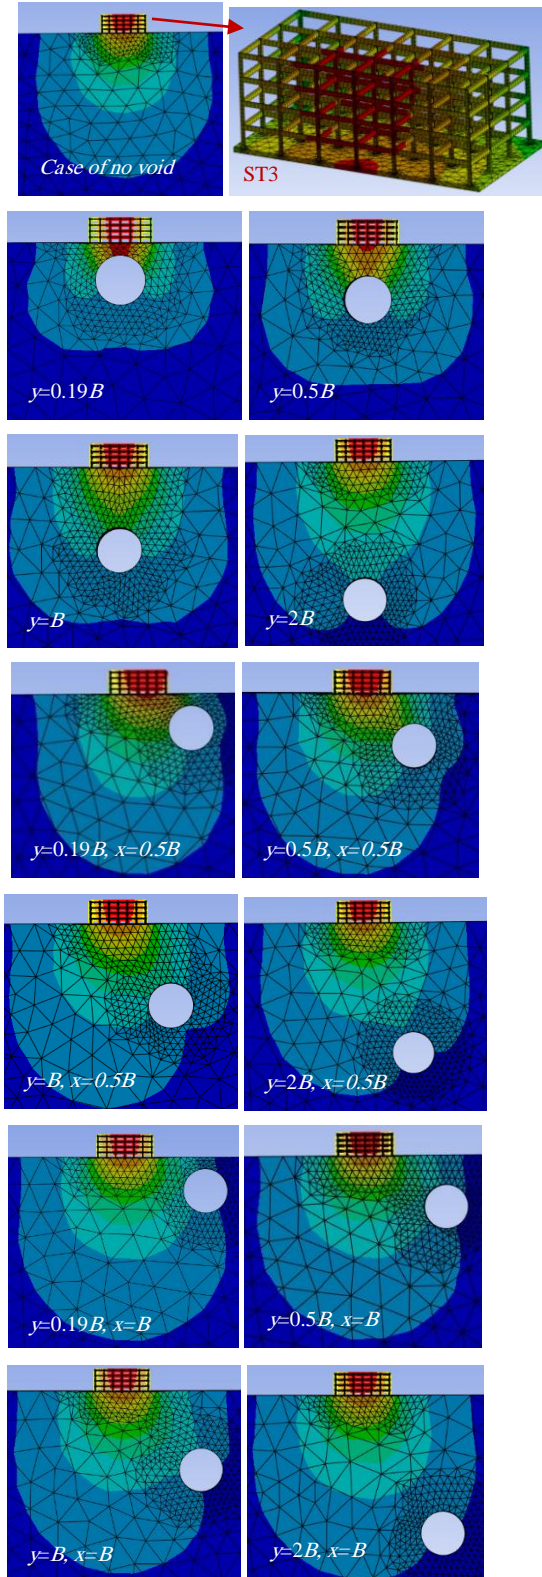 Case of no void
ST3
y=0.19B
y=0.5B
y=B
y=2B
y=0.19B, x=0.5B
y=0.5B, x=0.5B
y=B, x=0.5B
y=2B, x=0.5B
y=0.19B, x=B
y=0.5B, x=B
y=B, x=B
y=2B, x=B